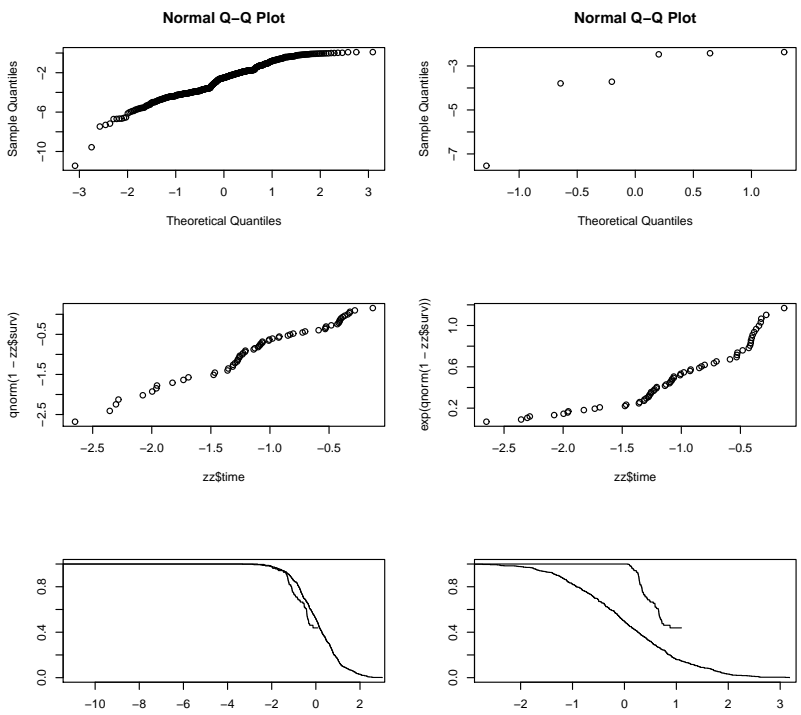 Normal Q−Q Plot
Sample Quantiles
−2
−6
−10
−3 −2 −1 0 1 2 3
Theoretical Quantiles
Normal Q−Q Plot
Sample Quantiles
−3
−5
−7
−1.0 −0.5 0.0 0.5 1.0
Theoretical Quantiles
qnorm(1 − zz$surv)
−0.5
−1.5
−2.5
−2.5 −2.0 −1.5 −1.0 −0.5
zz$time
exp(qnorm(1 − zz$surv))
1.0
0.6
0.2
−2.5 −2.0 −1.5 −1.0 −0.5
zz$time
0.8
0.4
0.0
−10 −8 −6 −4 −2 0 2
0.8
0.4
0.0
−2 −1 0 1 2 3